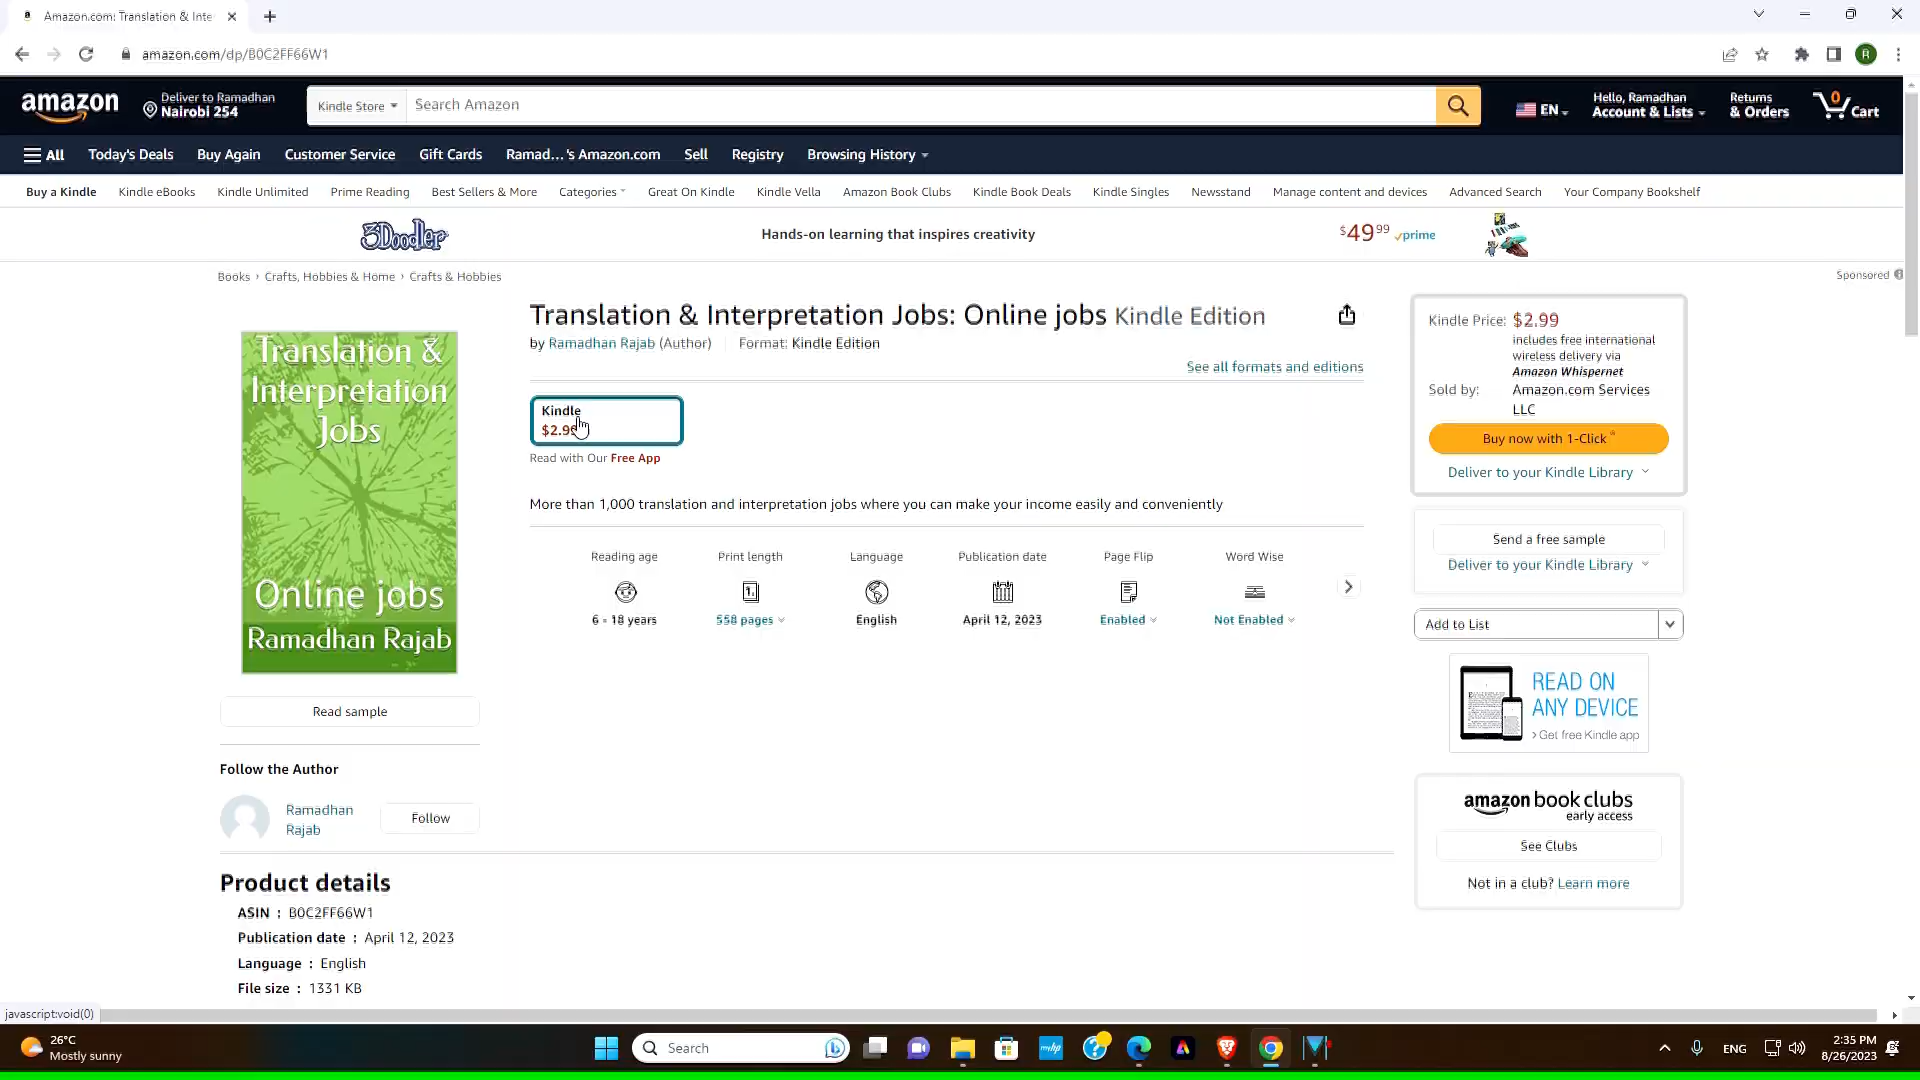 Amazon.com: Translation & Inte
amazon.com/dp/B0C2FF66W1
R
amazon
Deliver to Ramadhan
Nairobi 254
Kindle Store
Search Amazon
EN
Hello, Ramadhan
Account & Lists
Returns
& Orders
0
Cart
All
Today's Deals
Buy Again
Customer Service
Gift Cards
Ramad...'s Amazon.com
Sell
Registry
Browsing History
Buy a Kindle
Kindle eBooks
Kindle Unlimited
Prime Reading
Best Sellers & More
Categories
Great On Kindle
Kindle Vella
Amazon Book Clubs
Kindle Book Deals
Kindle Singles
Newsstand
Manage content and devices
Advanced Search
Your Company Bookshelf
3Doodler
Hands-on learning that inspires creativity
$49 99 prime
Books › Crafts, Hobbies & Home › Crafts & Hobbies
Sponsored
Translation &
Interpretation
Jobs
Online jobs
Ramadhan Rajab
Read sample
Follow the Author
Ramadhan
Rajab
Follow
Translation & Interpretation Jobs: Online jobs Kindle Edition
by Ramadhan Rajab (Author) Format: Kindle Edition
See all formats and editions
Kindle
$2.99
Read with Our Free App
More than 1,000 translation and interpretation jobs where you can make your income easily and conveniently
Reading age
6 - 18 years
Print length
558 pages
Language
English
Publication date
April 12, 2023
Page Flip
Enabled
Word Wise
Not Enabled
Kindle Price: $2.99
includes free international
wireless delivery via
Amazon Whispernet
Sold by: Amazon.com Services
LLC
Buy now with 1-Click
Deliver to your Kindle Library
Send a free sample
Deliver to your Kindle Library
Add to List
READ ON
ANY DEVICE
› Get free Kindle app
amazon book clubs
early access
See Clubs
Not in a club? Learn more
Product details
ASIN : B0C2FF66W1
Publication date : April 12, 2023
Language : English
File size : 1331 KB
javascript:void(0)
26°C
Mostly sunny
Search
myhp
ENG
2:35 PM
8/26/2023